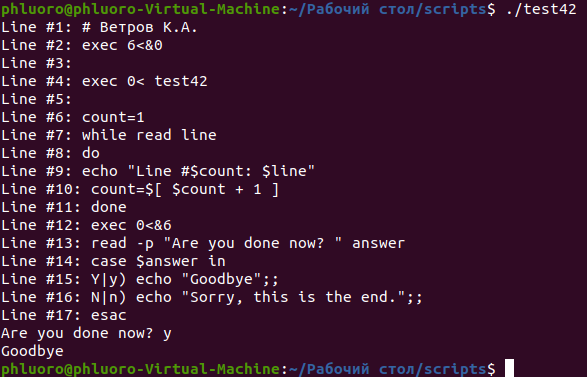 phluoro@phluoro-Virtual-Machine:~/Рабочий стол/scripts$ ./test42
Line #1: # Ветров К.А.
Line #2: exec 6<&0
Line #3:
Line #4: exec 0< test42
Line #5:
Line #6: count=1
Line #7: while read line
Line #8: do
Line #9: echo "Line #$count: $line"
Line #10: count=$[ $count + 1 ]
Line #11: done
Line #12: exec 0<&6
Line #13: read -p "Are you done now? " answer
Line #14: case $answer in
Line #15: Y|y) echo "Goodbye";;
Line #16: N|n) echo "Sorry, this is the end.";;
Line #17: esac
Are you done now? y
Goodbye
phluoro@phluoro-Virtual-Machine:~/Рабочий стол/scripts$